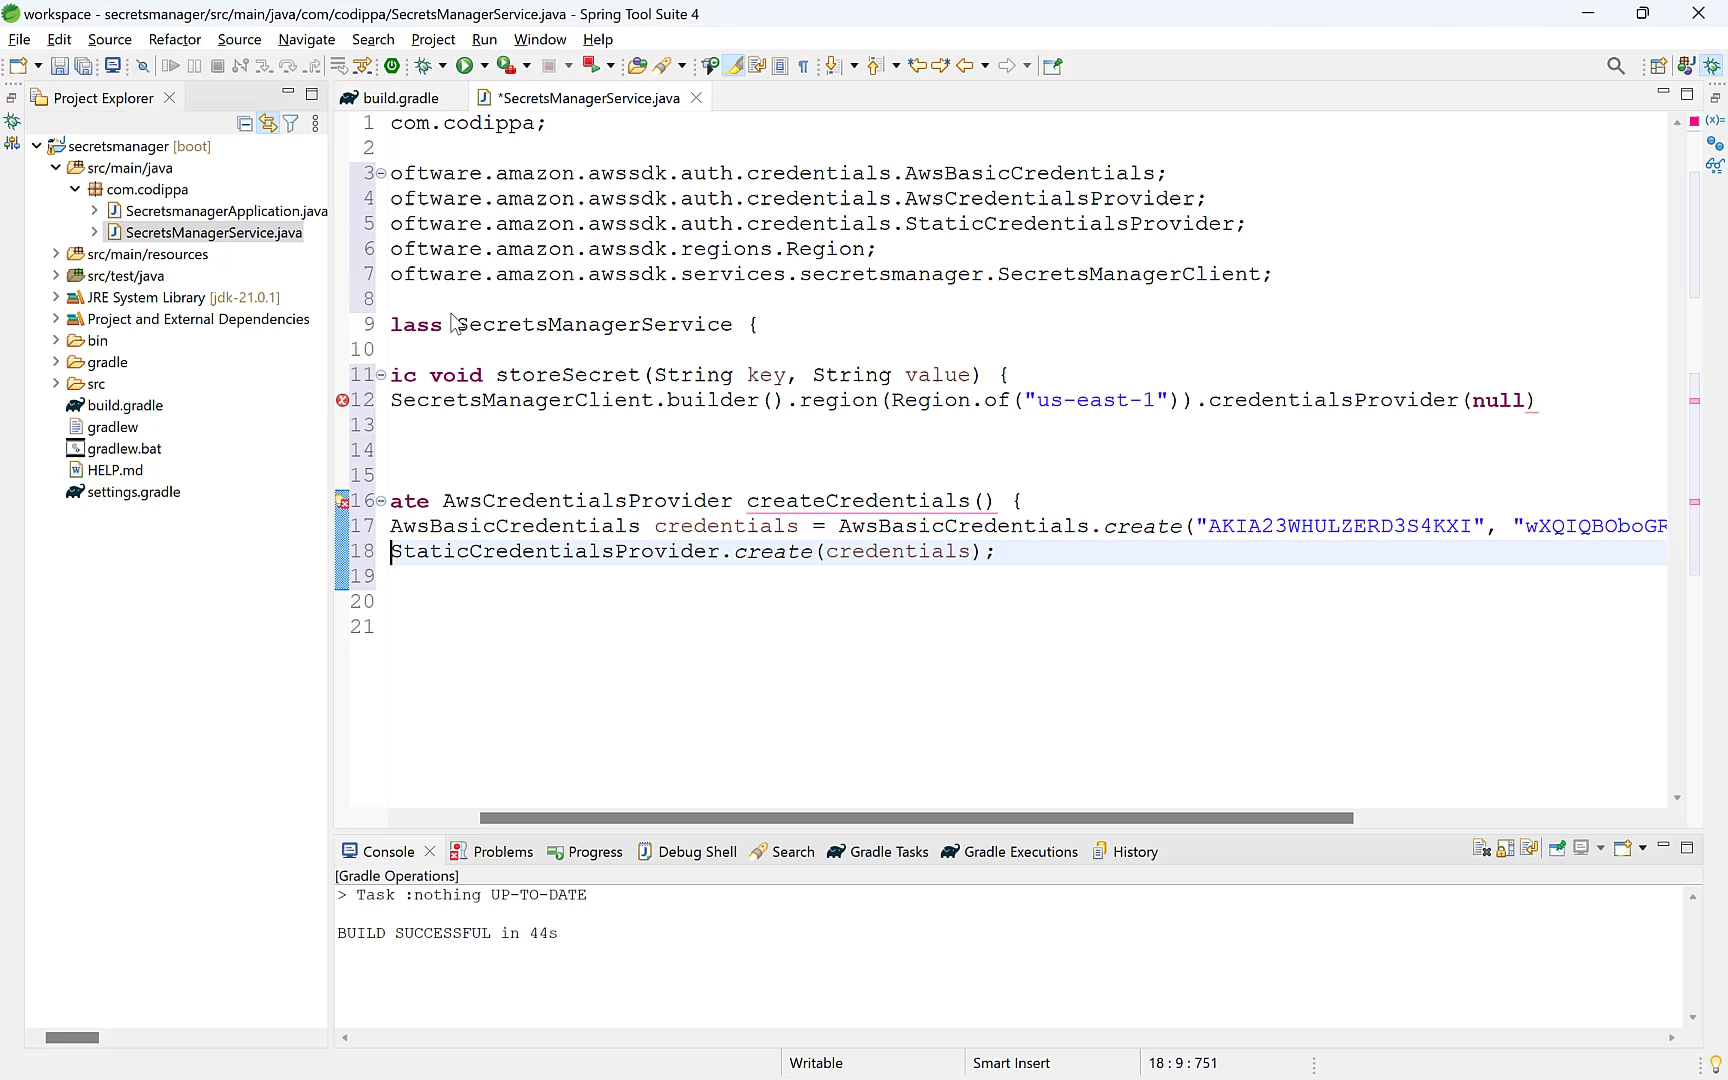 workspace - secretsmanager/src/main/java/com/codippa/SecretsManagerService.java - Spring Tool Suite 4
File Edit Source Refactor Source Navigate Search Project Run Window Help
Project Explorer
build.gradle
*SecretsManagerService.java
secretsmanager [boot]
src/main/java
com.codippa
SecretsmanagerApplication.java
SecretsManagerService.java
src/main/resources
src/test/java
JRE System Library [jdk-21.0.1]
Project and External Dependencies
bin
gradle
src
build.gradle
gradlew
gradlew.bat
HELP.md
settings.gradle
1 com.codippa;
2
3 oftware.amazon.awssdk.auth.credentials.AwsBasicCredentials;
4 oftware.amazon.awssdk.auth.credentials.AwsCredentialsProvider;
5 oftware.amazon.awssdk.auth.credentials.StaticCredentialsProvider;
6 oftware.amazon.awssdk.regions.Region;
7 oftware.amazon.awssdk.services.secretsmanager.SecretsManagerClient;
8
9 lass SecretsManagerService {
10
11 ic void storeSecret(String key, String value) {
12 SecretsManagerClient.builder().region(Region.of("us-east-1")).credentialsProvider(null)
13
14
15
16 ate AwsCredentialsProvider createCredentials() {
17 AwsBasicCredentials credentials = AwsBasicCredentials.create("AKIA23WHULZERD3S4KXI", "wXQIQBOboGF
18 StaticCredentialsProvider.create(credentials);
19
20
21
Console Problems Progress Debug Shell Search Gradle Tasks Gradle Executions History
[Gradle Operations]
> Task :nothing UP-TO-DATE
BUILD SUCCESSFUL in 44s
Writable Smart Insert 18 : 9 : 751